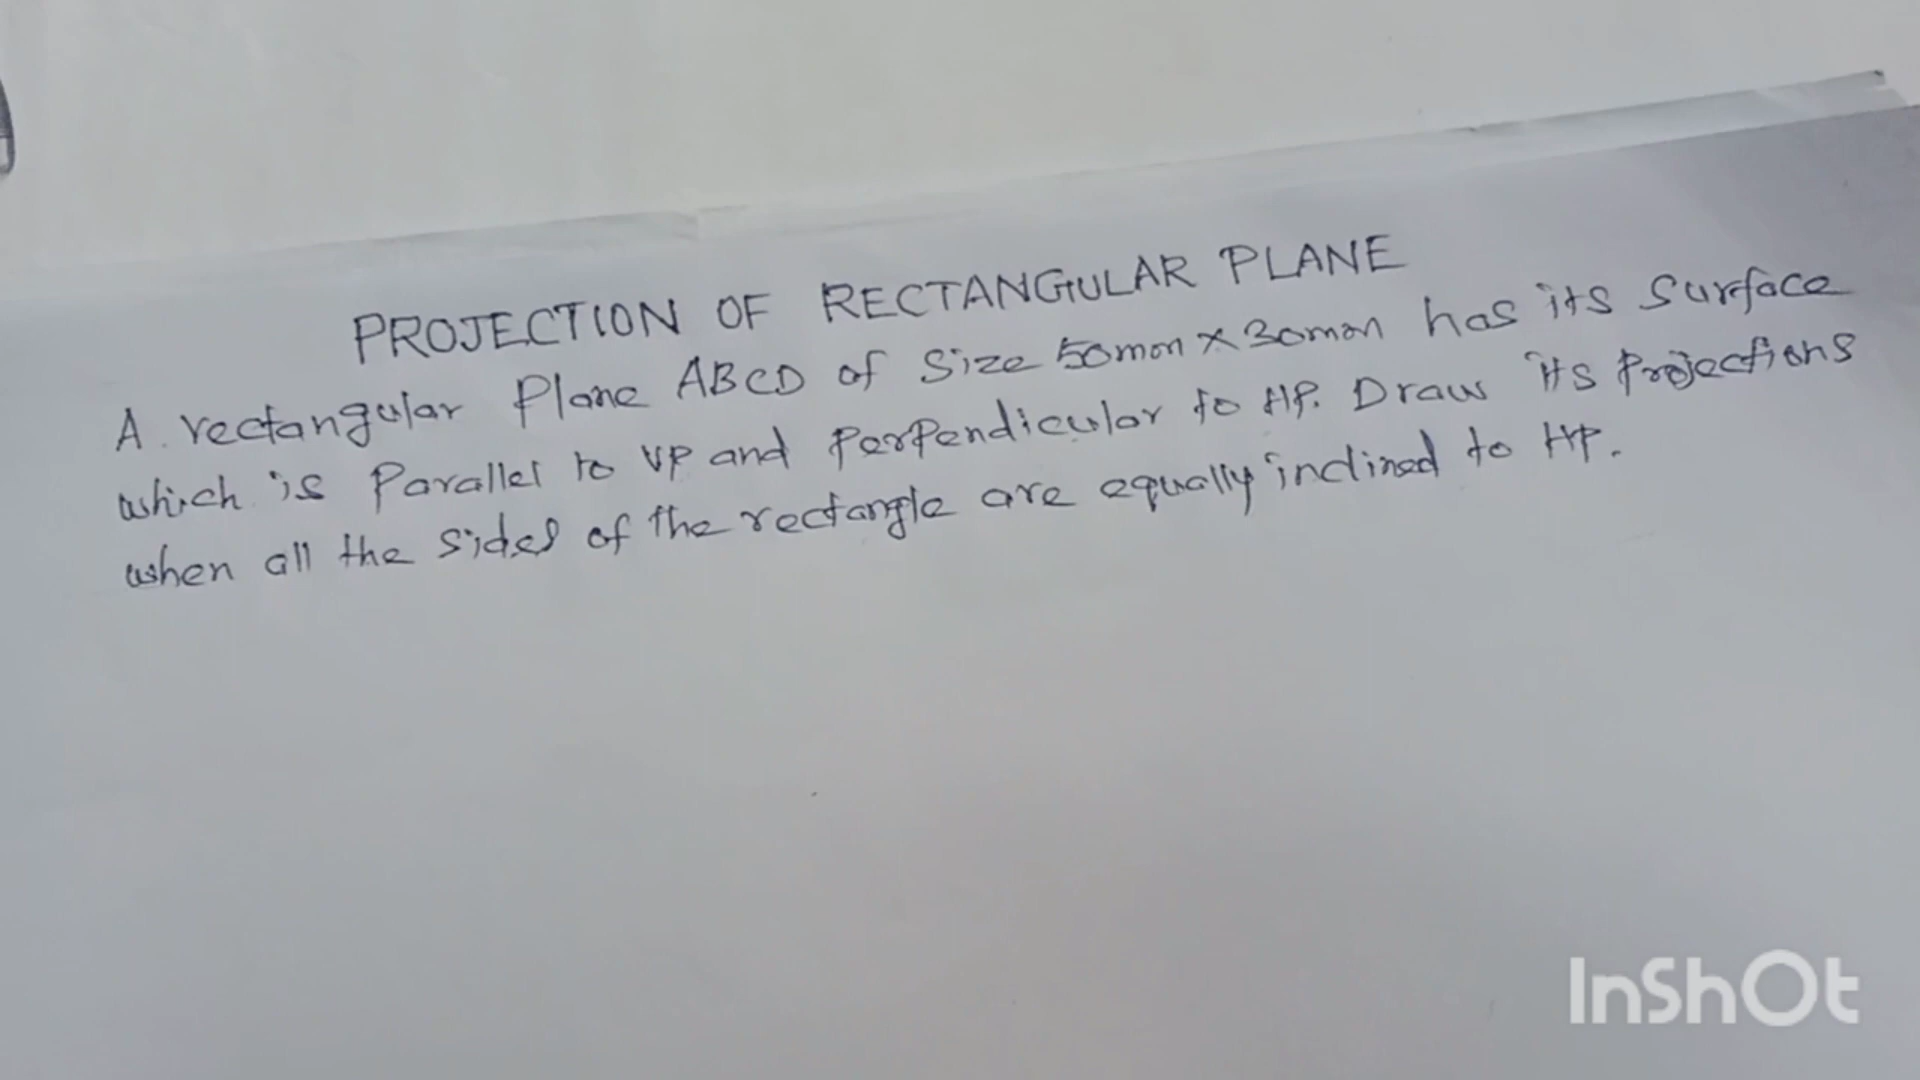 PROJECTION OF RECTANGULAR PLANE
A rectangular Plane ABCD of Size 50mm x 30mm has its Surface
which is Parallel to VP and Perpendicular to HP. Draw its Projections
when all the sides of the rectangle are equally inclined to HP.
InShOt